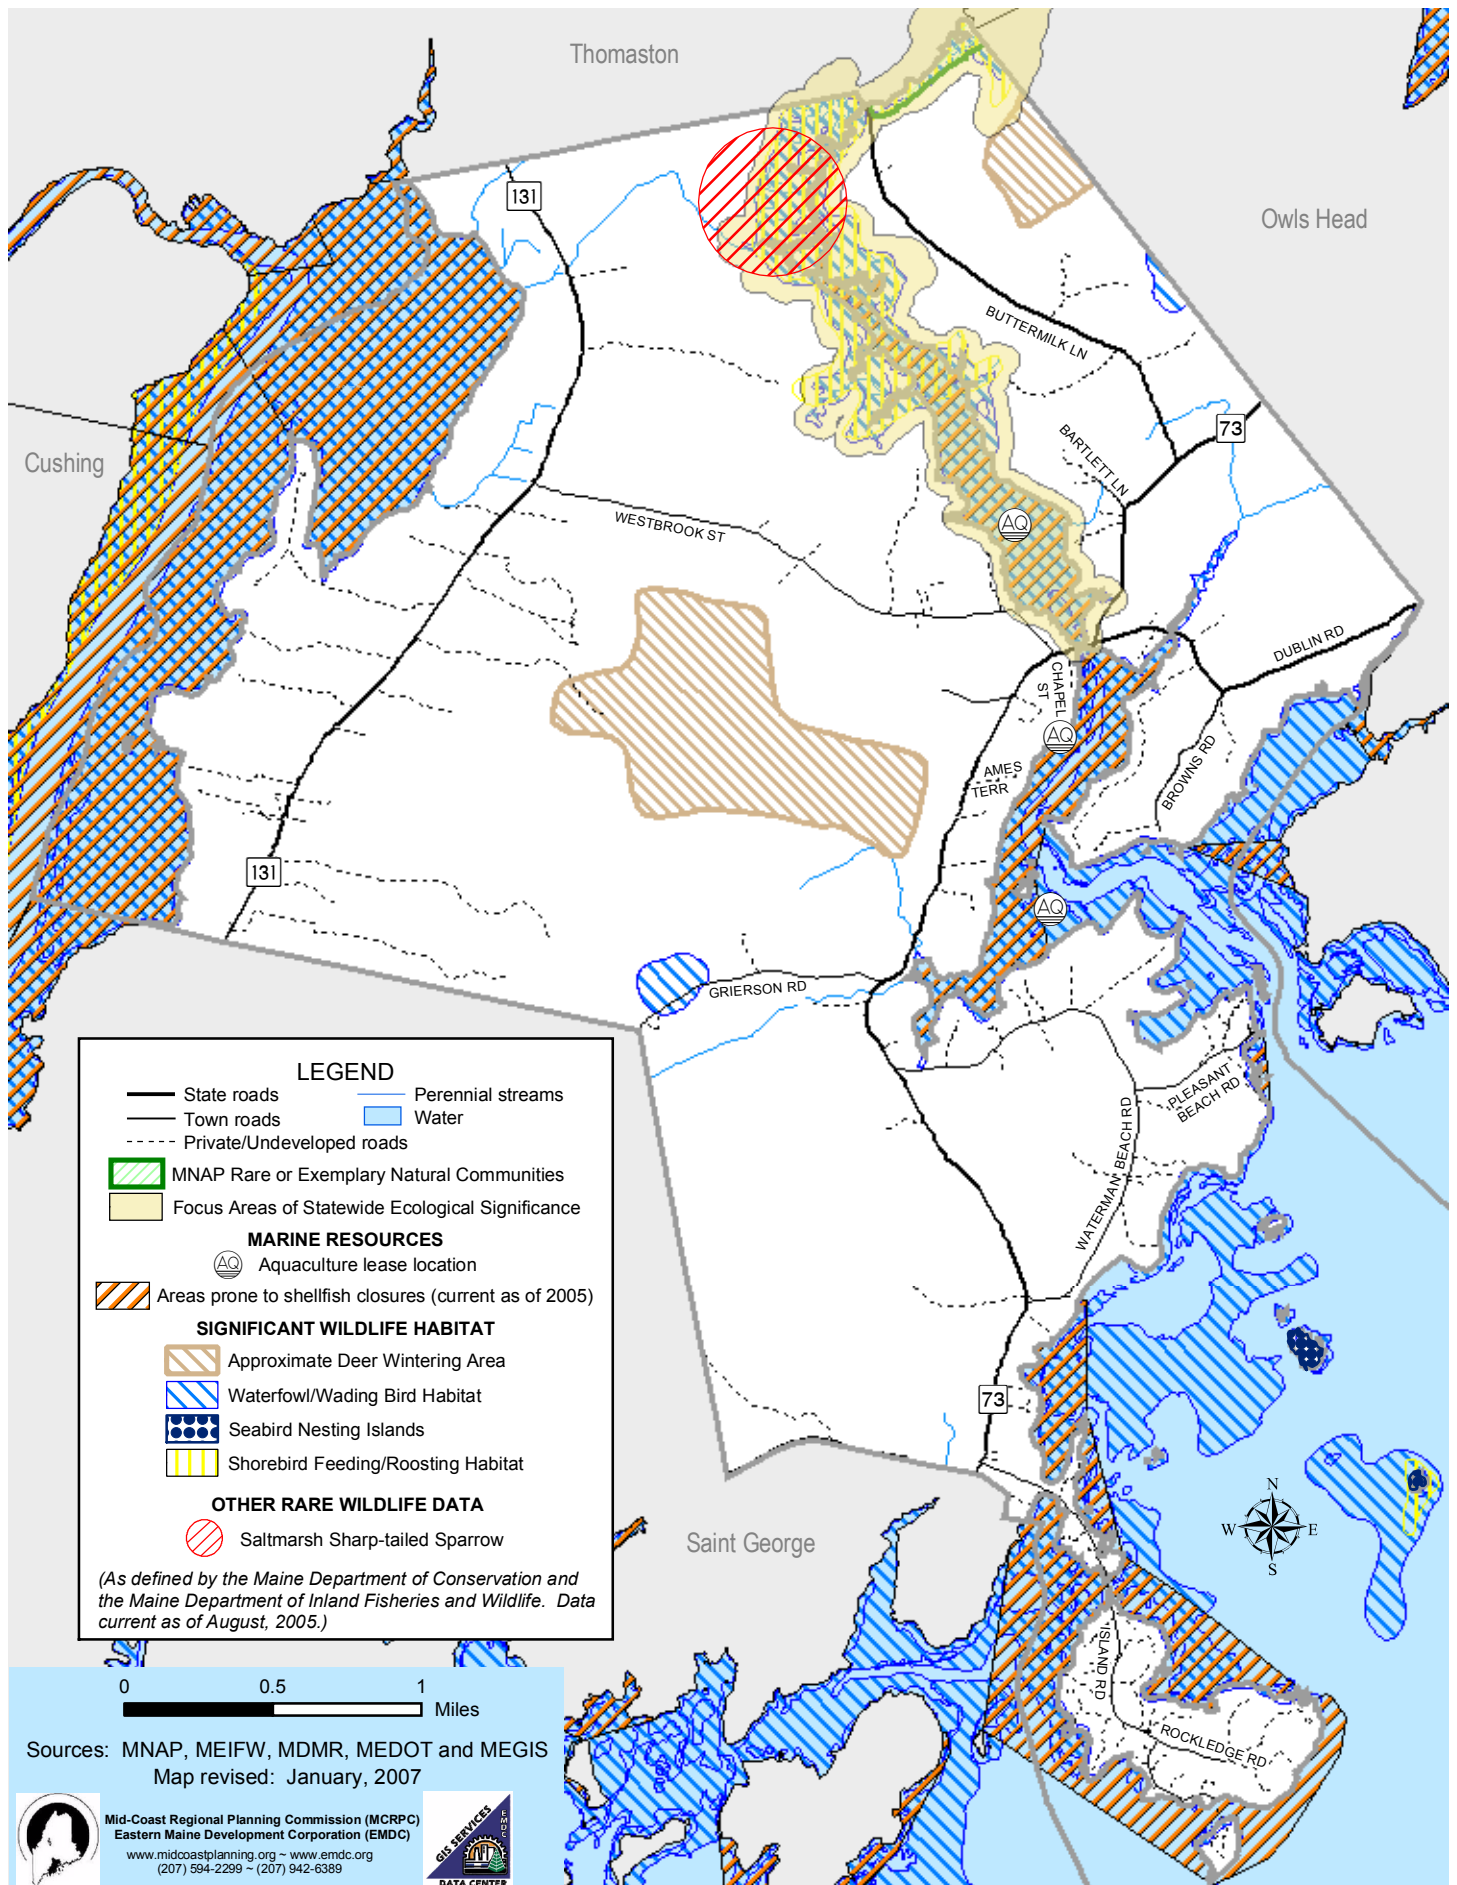 Thomaston
Owls Head
131
BUTTERMILK LN
73
BARTLETT LN
Cushing
WESTBROOK ST
AQ
DUBLIN RD
CHAPEL
ST
AQ
BROWNS RD
AMES
TERR
131
AQ
GRIERSON RD
PLEASANT
BEACH RD
WATERMAN BEACH RD
73
Saint George
N
W
E
S
ISLAND RD
ROCKLEDGE RD
LEGEND
State roads
Perennial streams
Town roads
Water
Private/Undeveloped roads
MNAP Rare or Exemplary Natural Communities
Focus Areas of Statewide Ecological Significance
MARINE RESOURCES
AQ Aquaculture lease location
Areas prone to shellfish closures (current as of 2005)
SIGNIFICANT WILDLIFE HABITAT
Approximate Deer Wintering Area
Waterfowl/Wading Bird Habitat
Seabird Nesting Islands
Shorebird Feeding/Roosting Habitat
OTHER RARE WILDLIFE DATA
Saltmarsh Sharp-tailed Sparrow
(As defined by the Maine Department of Conservation and
the Maine Department of Inland Fisheries and Wildlife. Data
current as of August, 2005.)
0 0.5 1
Miles
Sources: MNAP, MEIFW, MDMR, MEDOT and MEGIS
Map revised: January, 2007
Mid-Coast Regional Planning Commission (MCRPC)
Eastern Maine Development Corporation (EMDC)
www.midcoastplanning.org ~ www.emdc.org
(207) 594-2299 ~ (207) 942-6389
GIS SERVICES
EMDC
DATA CENTER